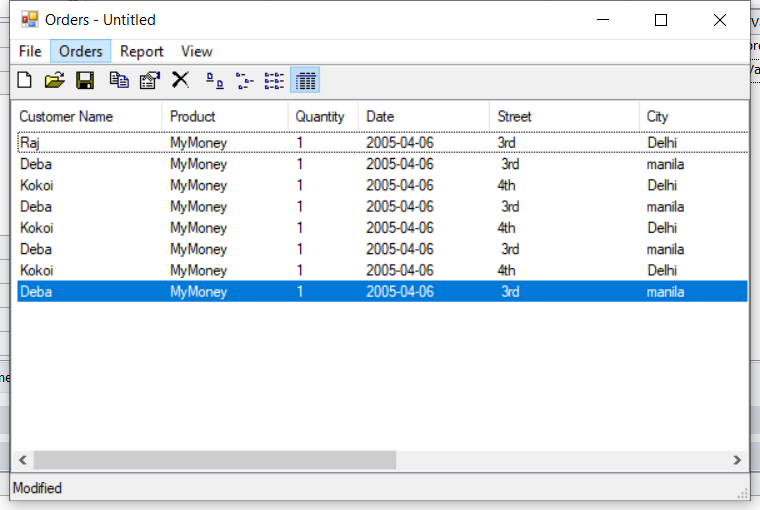 Orders - Untitled
File Orders Report View
Customer Name Product Quantity Date Street City
Raj MyMoney 1 2005-04-06 3rd Delhi
Deba MyMoney 1 2005-04-06 3rd manila
Kokoi MyMoney 1 2005-04-06 4th Delhi
Deba MyMoney 1 2005-04-06 3rd manila
Kokoi MyMoney 1 2005-04-06 4th Delhi
Deba MyMoney 1 2005-04-06 3rd manila
Kokoi MyMoney 1 2005-04-06 4th Delhi
Deba MyMoney 1 2005-04-06 3rd manila
Modified